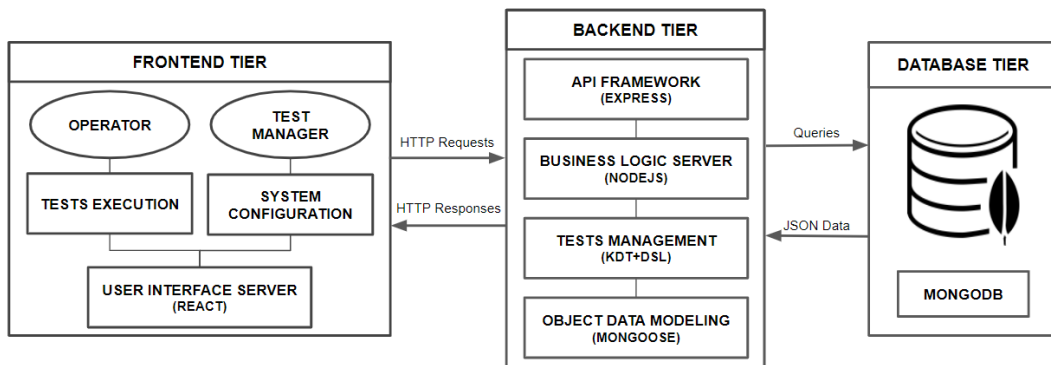 FRONTEND TIER
OPERATOR
TEST
MANAGER
TESTS EXECUTION
SYSTEM
CONFIGURATION
USER INTERFACE SERVER
(REACT)
HTTP Requests
HTTP Responses
BACKEND TIER
API FRAMEWORK
(EXPRESS)
BUSINESS LOGIC SERVER
(NODEJS)
TESTS MANAGEMENT
(KDT+DSL)
OBJECT DATA MODELING
(MONGOOSE)
Queries
JSON Data
DATABASE TIER
MONGODB